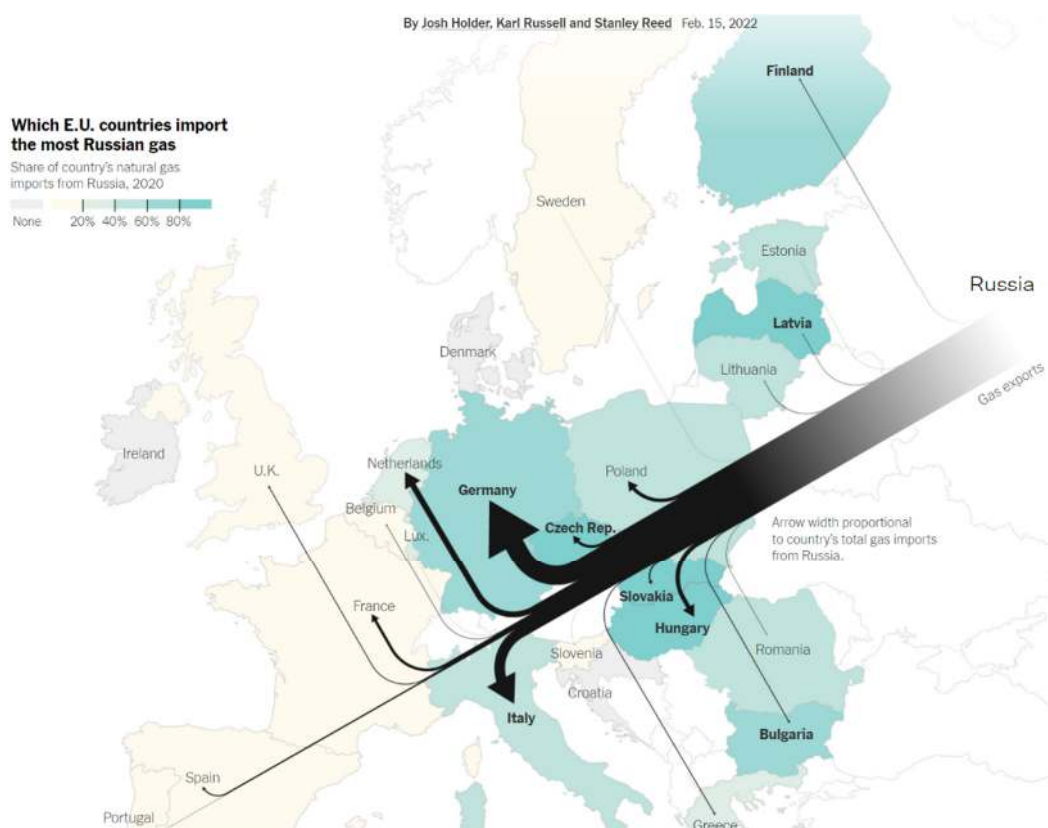 By Josh Holder, Karl Russell and Stanley Reed Feb. 15, 2022
Which E.U. countries import
the most Russian gas
Share of country's natural gas
imports from Russia, 2020
None 20% 40% 60% 80%
Finland
Sweden
Estonia
Russia
Latvia
Denmark
Lithuania
Gas exports
Ireland
U.K.
Netherlands
Germany
Poland
Belgium
Lux.
Czech Rep.
Arrow width proportional
to country's total gas imports
from Russia.
France
Slovakia
Hungary
Slovenia
Romania
Croatia
Italy
Bulgaria
Spain
Portugal
Greece